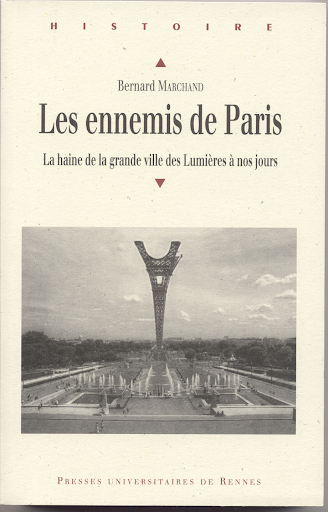 HISTOIRE
Bernard MARCHAND
Les ennemis de Paris
La haine de la grande ville des Lumières à nos jours
PRESSES UNIVERSITAIRES DE RENNES